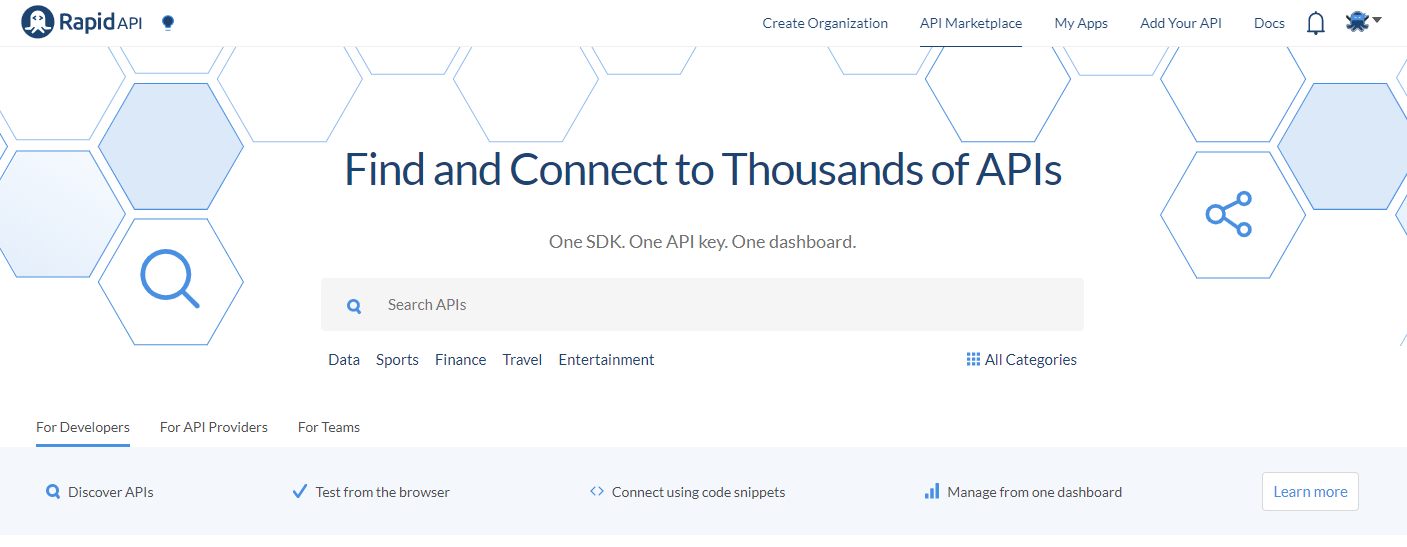 RapidAPI
Create Organization API Marketplace My Apps Add Your API Docs
Find and Connect to Thousands of APIs
One SDK. One API key. One dashboard.
Search APIs
Data Sports Finance Travel Entertainment All Categories
For Developers For API Providers For Teams
Discover APIs Test from the browser Connect using code snippets Manage from one dashboard Learn more